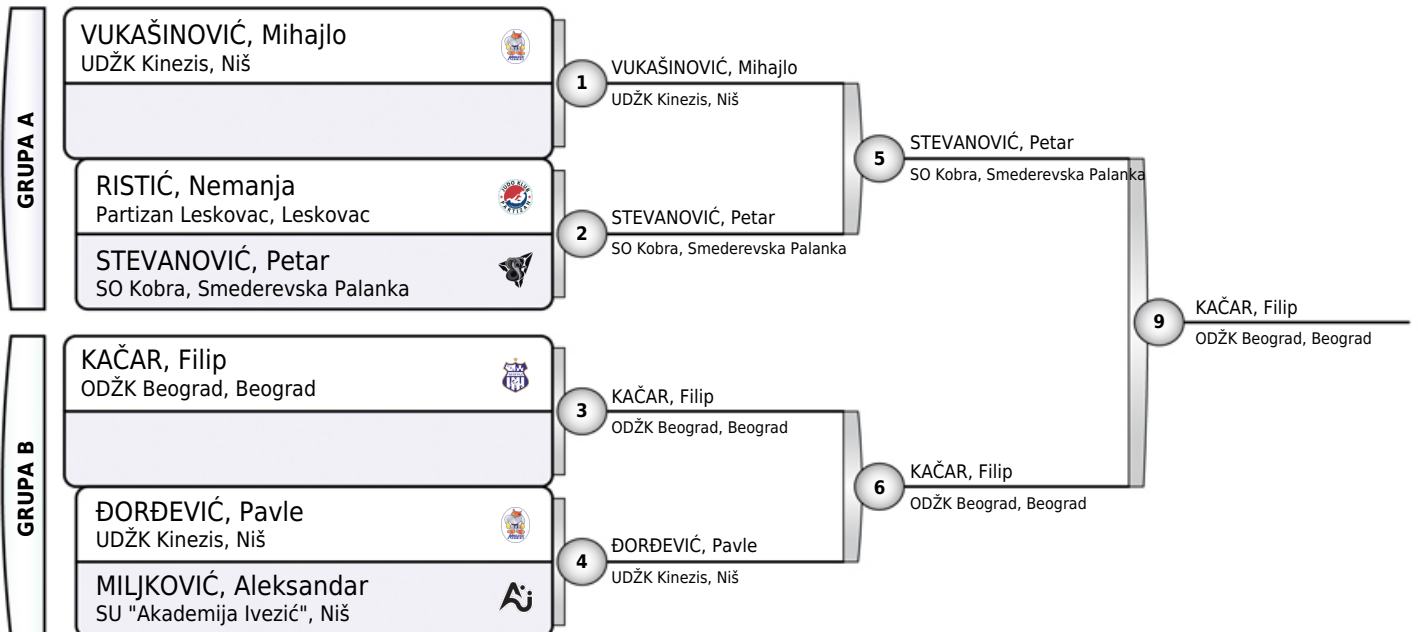 GRUPA A
VUKAŠINOVIĆ, Mihajlo
UDŽK Kinezis, Niš
RISTIĆ, Nemanja
Partizan Leskovac, Leskovac
STEVANOVIĆ, Petar
SO Kobra, Smederevska Palanka
GRUPA B
KAČAR, Filip
ODŽK Beograd, Beograd
ĐORĐEVIĆ, Pavle
UDŽK Kinezis, Niš
MILJKOVIĆ, Aleksandar
SU "Akademija Ivezić", Niš
1
VUKAŠINOVIĆ, Mihajlo
UDŽK Kinezis, Niš
2
STEVANOVIĆ, Petar
SO Kobra, Smederevska Palanka
3
KAČAR, Filip
ODŽK Beograd, Beograd
4
ĐORĐEVIĆ, Pavle
UDŽK Kinezis, Niš
5
STEVANOVIĆ, Petar
SO Kobra, Smederevska Palanka
6
KAČAR, Filip
ODŽK Beograd, Beograd
9
KAČAR, Filip
ODŽK Beograd, Beograd